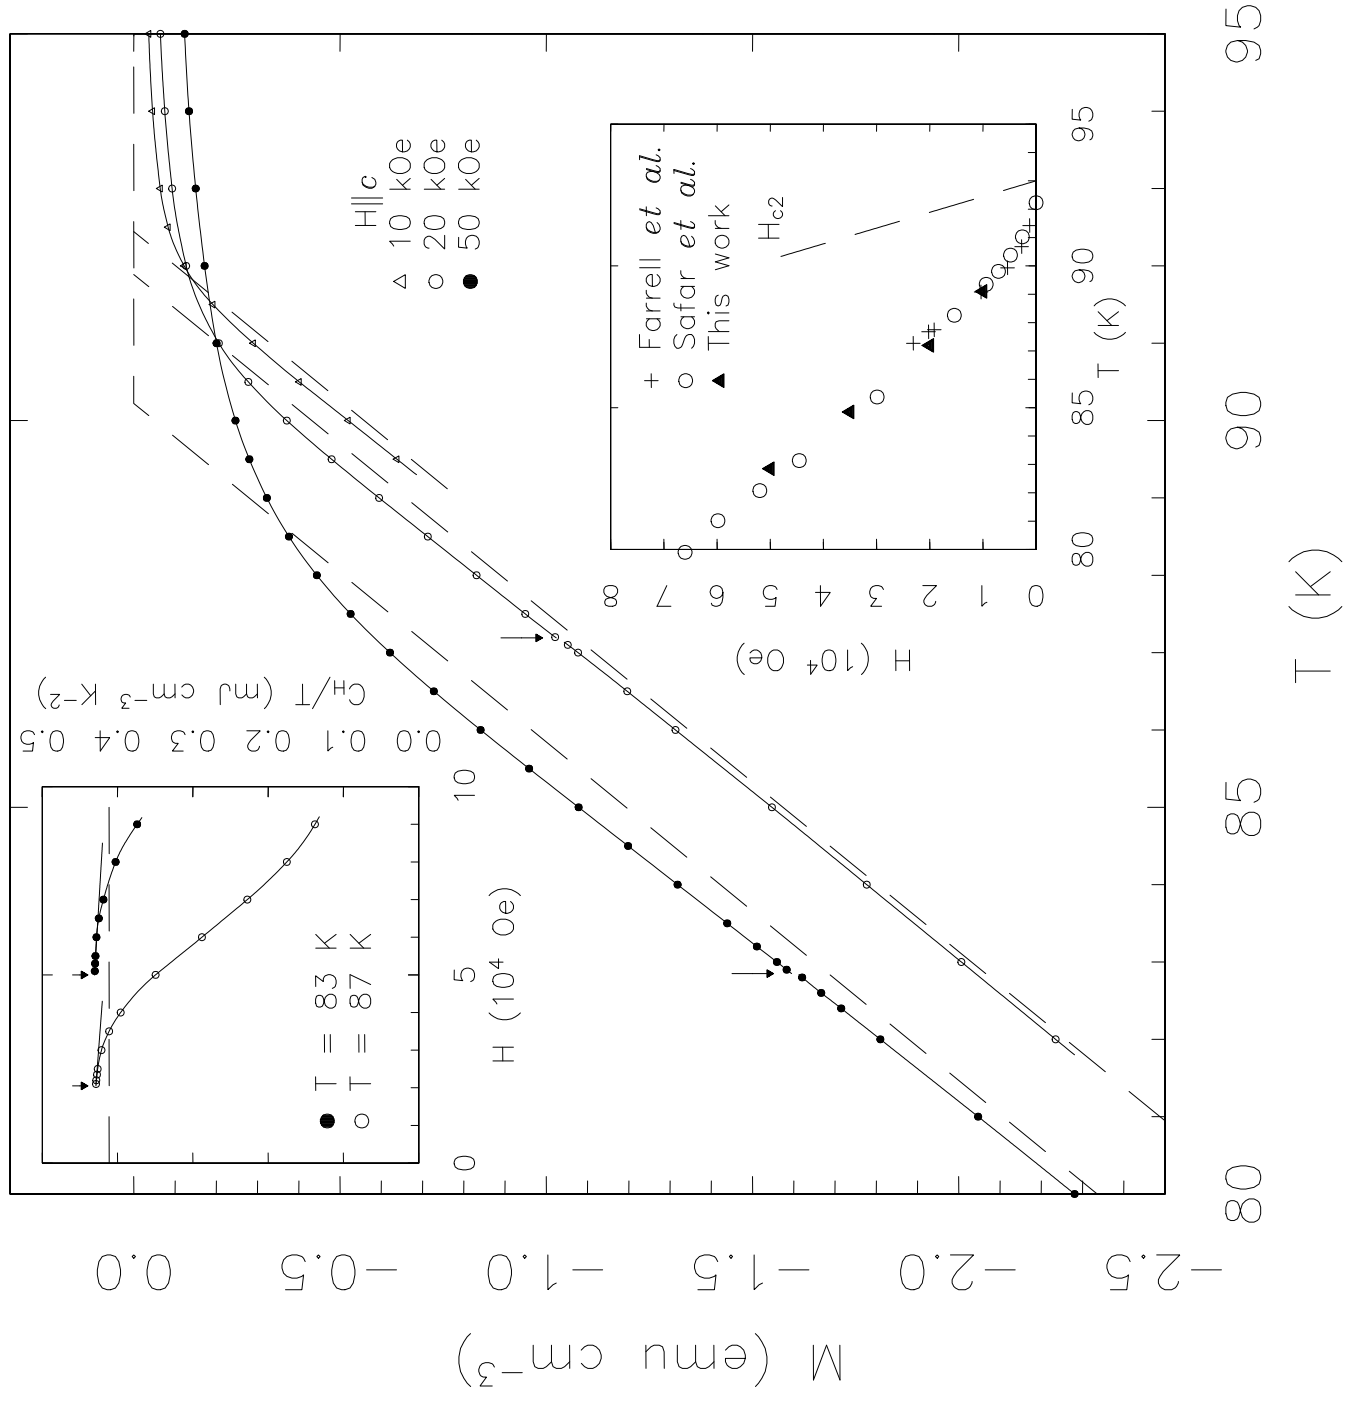 M (emu cm⁻³)
0.0
−0.5
−1.0
−1.5
−2.0
−2.5
80
85
90
95
T (K)
C_H/T (mJ cm⁻³ K⁻²)
0.5
0.4
0.3
0.2
0.1
0.0
0
5
10
H (10⁴ Oe)
T = 83 K
T = 87 K
H||c
10 kOe
20 kOe
50 kOe
H (10⁴ Oe)
8
7
6
5
4
3
2
1
0
80
85
90
95
T (K)
+ Farrell et al.
Safar et al.
This work
H_c2